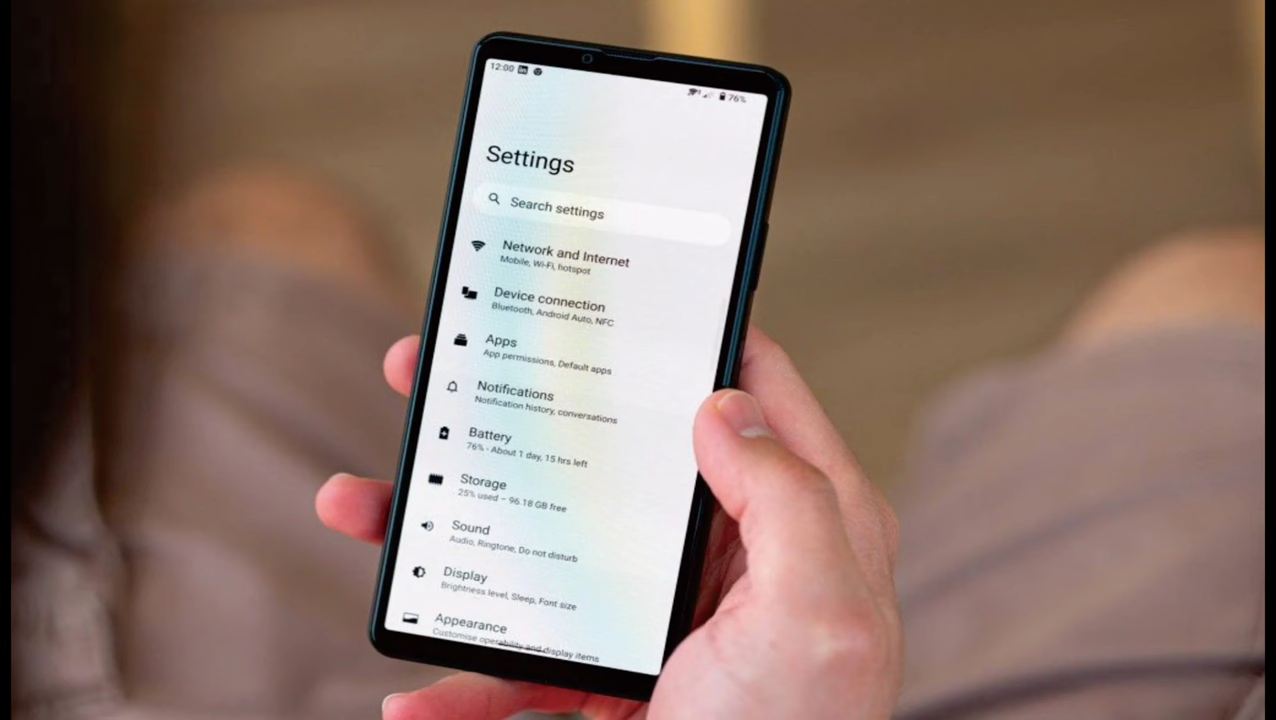 12:00
76%
Settings
Search settings
Network and Internet
Mobile, Wi-Fi, hotspot
Device connection
Bluetooth, Android Auto, NFC
Apps
App permissions, Default apps
Notifications
Notification history, conversations
Battery
76% - About 1 day, 15 hrs left
Storage
25% used – 96.18 GB free
Sound
Audio, Ringtone, Do not disturb
Display
Brightness level, Sleep, Font size
Appearance
Customise operability and display items